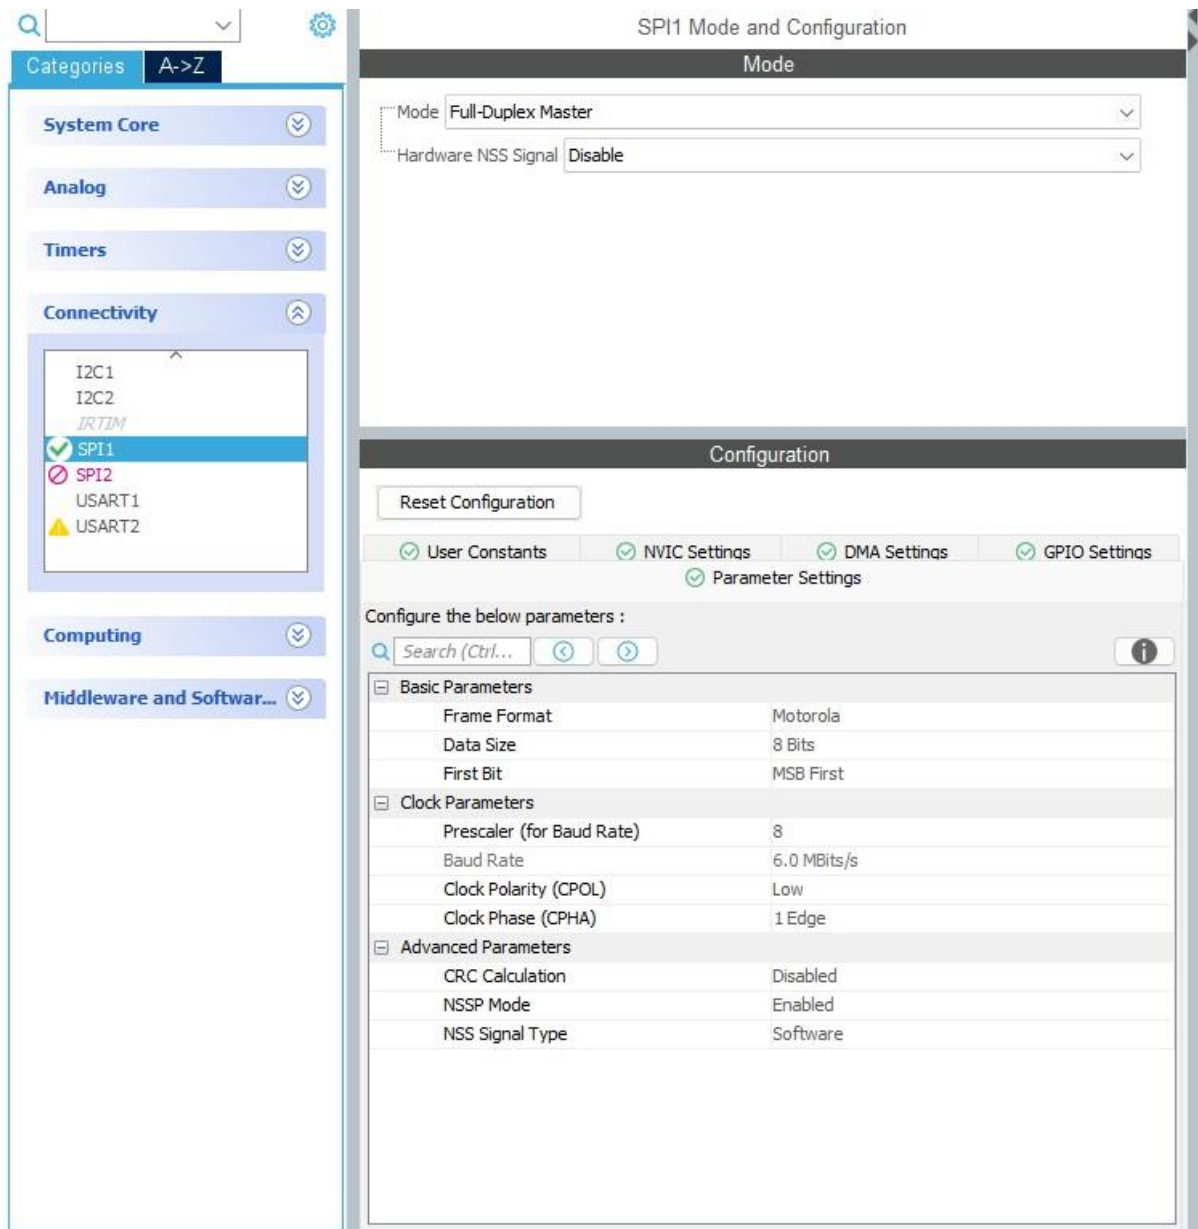 Categories A->Z
System Core
Analog
Timers
Connectivity
I2C1
I2C2
IRTIM
SPI1
SPI2
USART1
USART2
Computing
Middleware and Softwar...
SPI1 Mode and Configuration
Mode
Mode Full-Duplex Master
Hardware NSS Signal Disable
Configuration
Reset Configuration
User Constants NVIC Settings DMA Settings GPIO Settings
Parameter Settings
Configure the below parameters :
Search (Ctrl...
Basic Parameters
Frame Format Motorola
Data Size 8 Bits
First Bit MSB First
Clock Parameters
Prescaler (for Baud Rate) 8
Baud Rate 6.0 MBits/s
Clock Polarity (CPOL) Low
Clock Phase (CPHA) 1 Edge
Advanced Parameters
CRC Calculation Disabled
NSSP Mode Enabled
NSS Signal Type Software